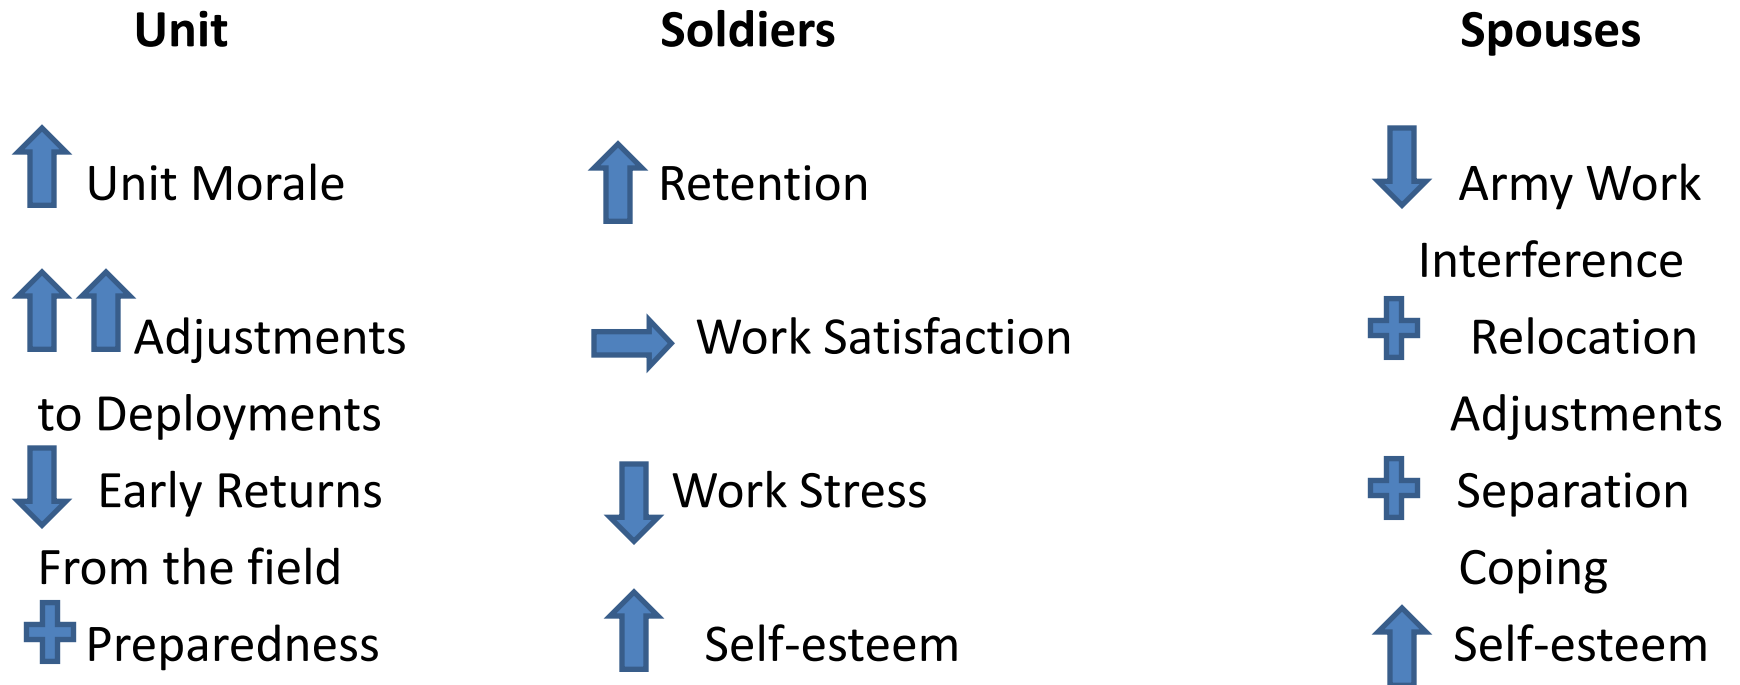 Unit
Unit Morale
Adjustments
to Deployments
Early Returns
From the field
Preparedness
Soldiers
Retention
Work Satisfaction
Work Stress
Self-esteem
Spouses
Army Work
Interference
Relocation
Adjustments
Separation
Coping
Self-esteem